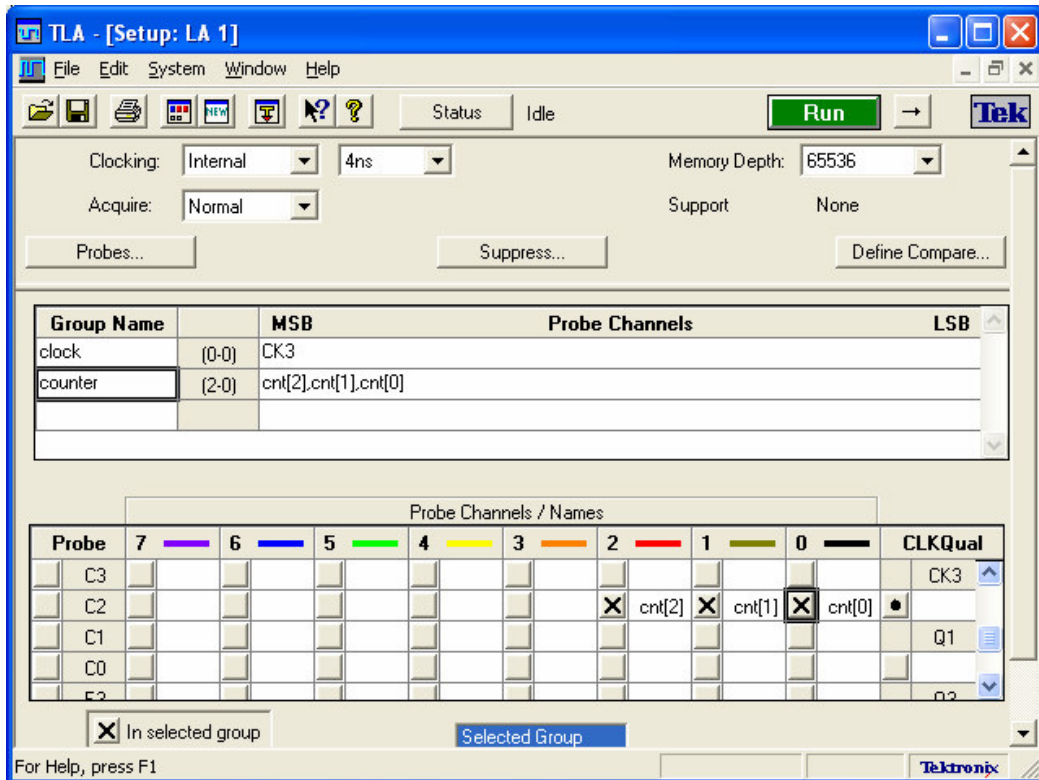 TLA - [Setup: LA 1]
File Edit System Window Help
NEW Status Idle Run → Tek
Clocking: Internal 4ns Memory Depth: 65536
Acquire: Normal Support None
Probes... Suppress... Define Compare...
Group Name MSB Probe Channels LSB
clock (0-0) CK3
counter (2-0) cnt[2],cnt[1],cnt[0]
Probe Channels / Names
Probe 7 6 5 4 3 2 1 0 CLKQual
C3 CK3
C2 cnt[2] cnt[1] cnt[0]
C1 Q1
C0
In selected group Selected Group
For Help, press F1 Tektronix